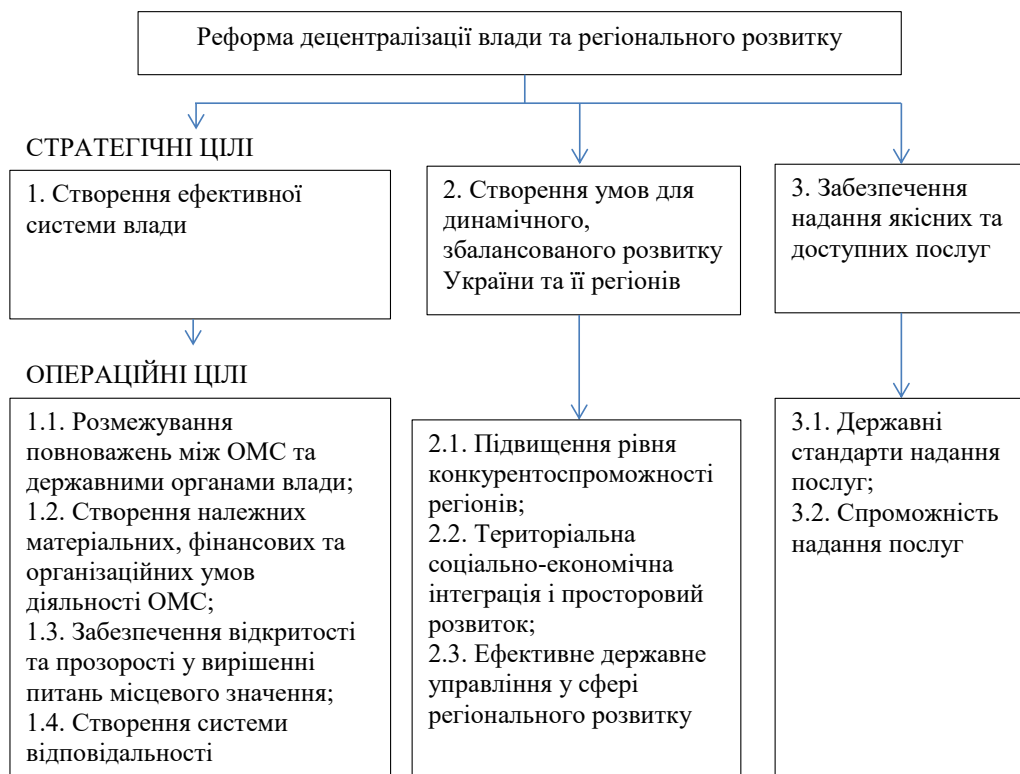 Реформа децентралізації влади та регіонального розвитку
СТРАТЕГІЧНІ ЦІЛІ
1. Створення ефективної
системи влади
2. Створення умов для
динамічного,
збалансованого розвитку
України та її регіонів
3. Забезпечення
надання якісних та
доступних послуг
ОПЕРАЦІЙНІ ЦІЛІ
1.1. Розмежування
повноважень між ОМС та
державними органами влади;
1.2. Створення належних
матеріальних, фінансових та
організаційних умов
діяльності ОМС;
1.3. Забезпечення відкритості
та прозорості у вирішенні
питань місцевого значення;
1.4. Створення системи
відповідальності
2.1. Підвищення рівня
конкурентоспроможності
регіонів;
2.2. Територіальна
соціально-економічна
інтеграція і просторовий
розвиток;
2.3. Ефективне державне
управління у сфері
регіонального розвитку
3.1. Державні
стандарти надання
послуг;
3.2. Спроможність
надання послуг